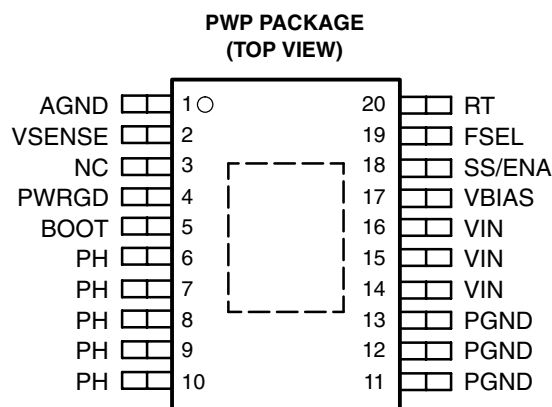 PWP PACKAGE
(TOP VIEW)
AGND 1 20 RT
VSENSE 2 19 FSEL
NC 3 18 SS/ENA
PWRGD 4 17 VBIAS
BOOT 5 16 VIN
PH 6 15 VIN
PH 7 14 VIN
PH 8 13 PGND
PH 9 12 PGND
PH 10 11 PGND